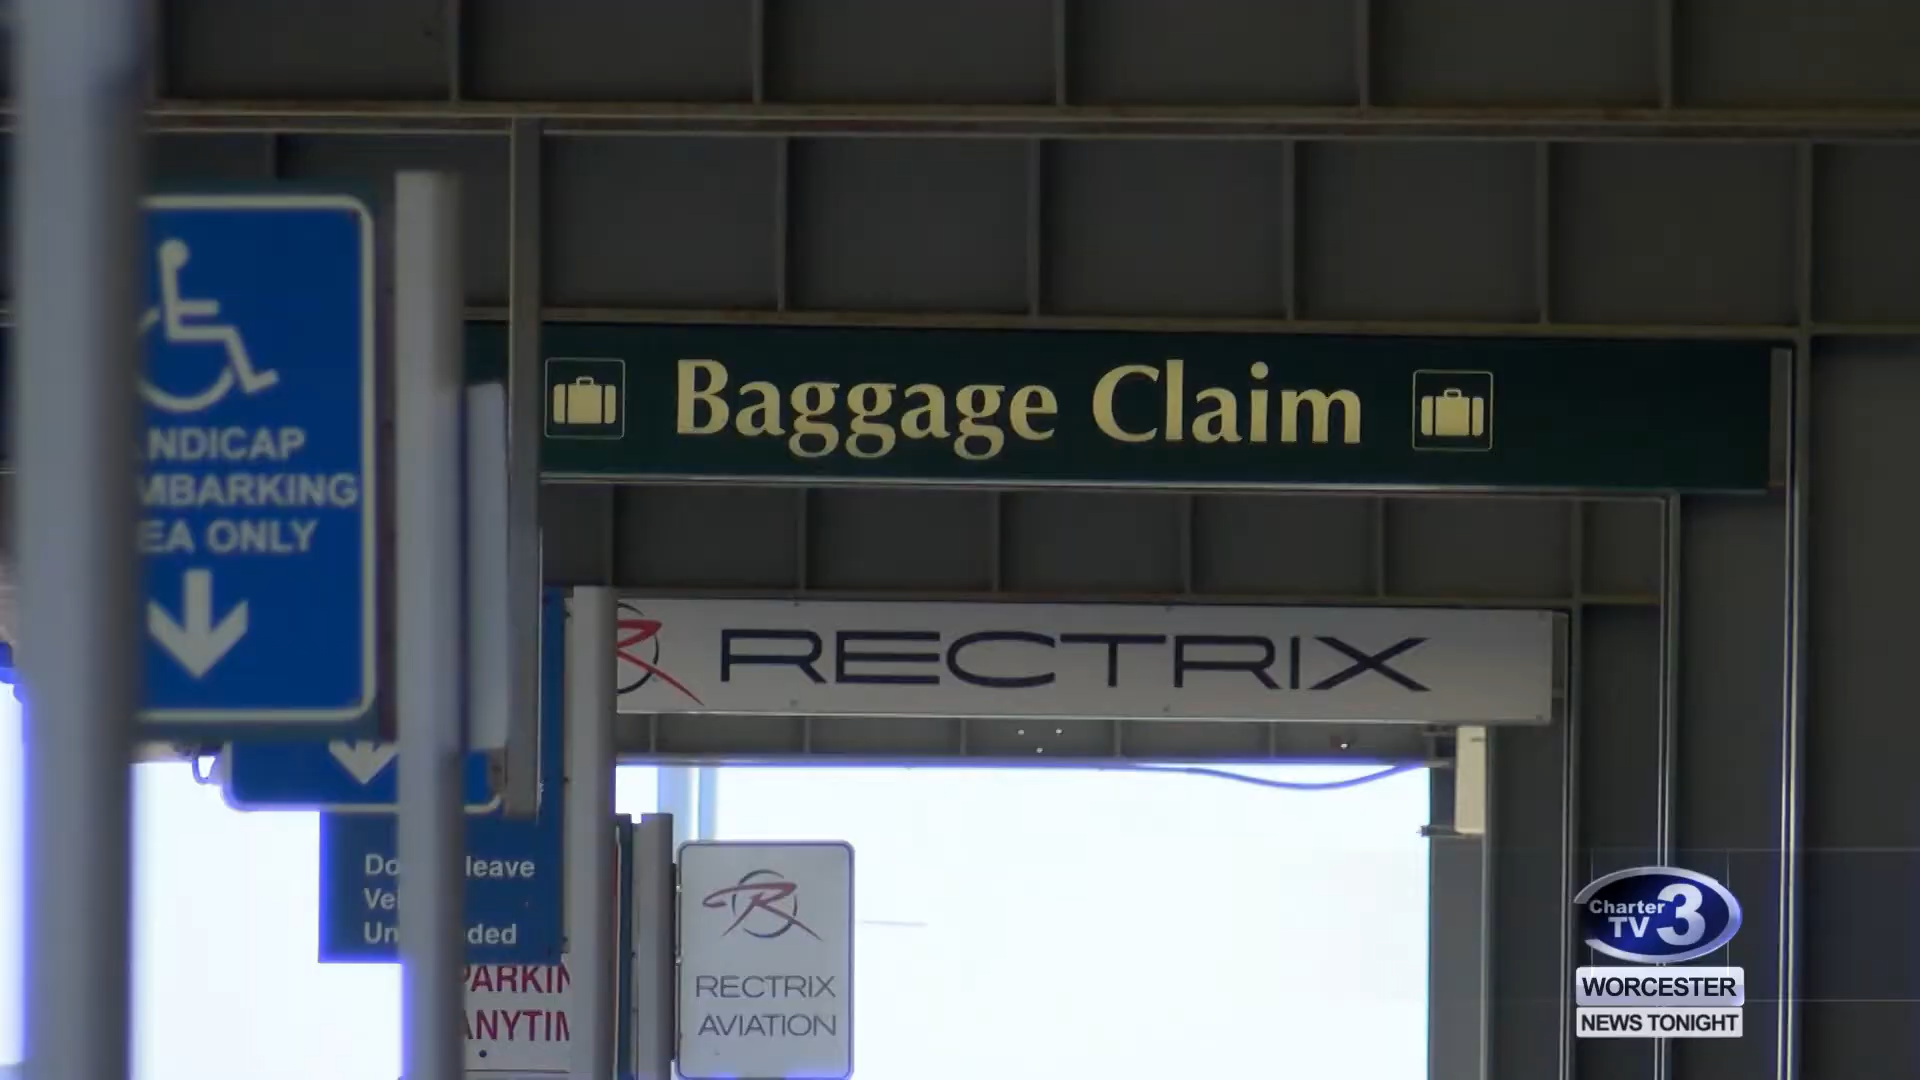 Baggage Claim
NDICAP
MBARKING
EA ONLY
RECTRIX
Do leave
Ve
Un ded
PARKIN
ANYTIM
RECTRIX
AVIATION
Charter
TV 3
WORCESTER
NEWS TONIGHT